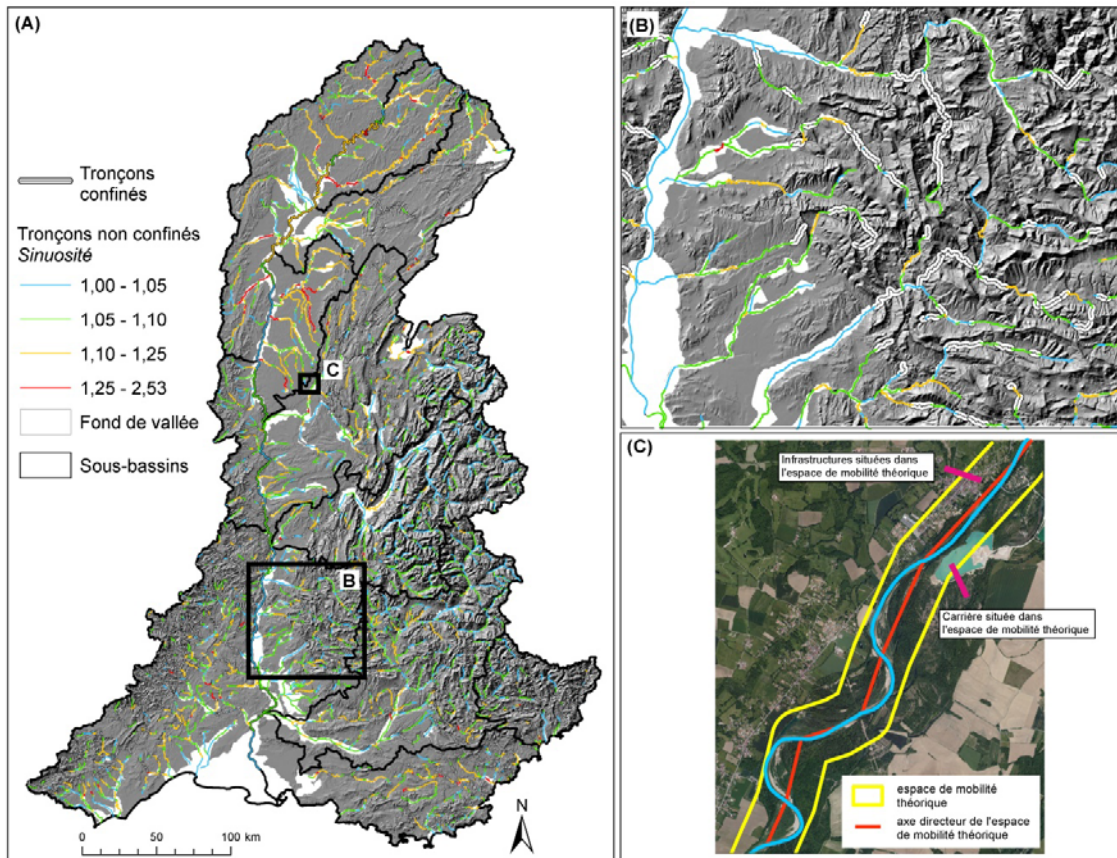 (A)
Tronçons
confinés
Tronçons non confinés
Sinuosité
1,00 - 1,05
1,05 - 1,10
1,10 - 1,25
1,25 - 2,53
Fond de vallée
Sous-bassins
C
B
0 50 100 km
N
(B)
(C)
Infrastructures situées dans
l'espace de mobilité théorique
Carrière située dans
l'espace de mobilité théorique
espace de mobilité
théorique
axe directeur de l'espace
de mobilité théorique